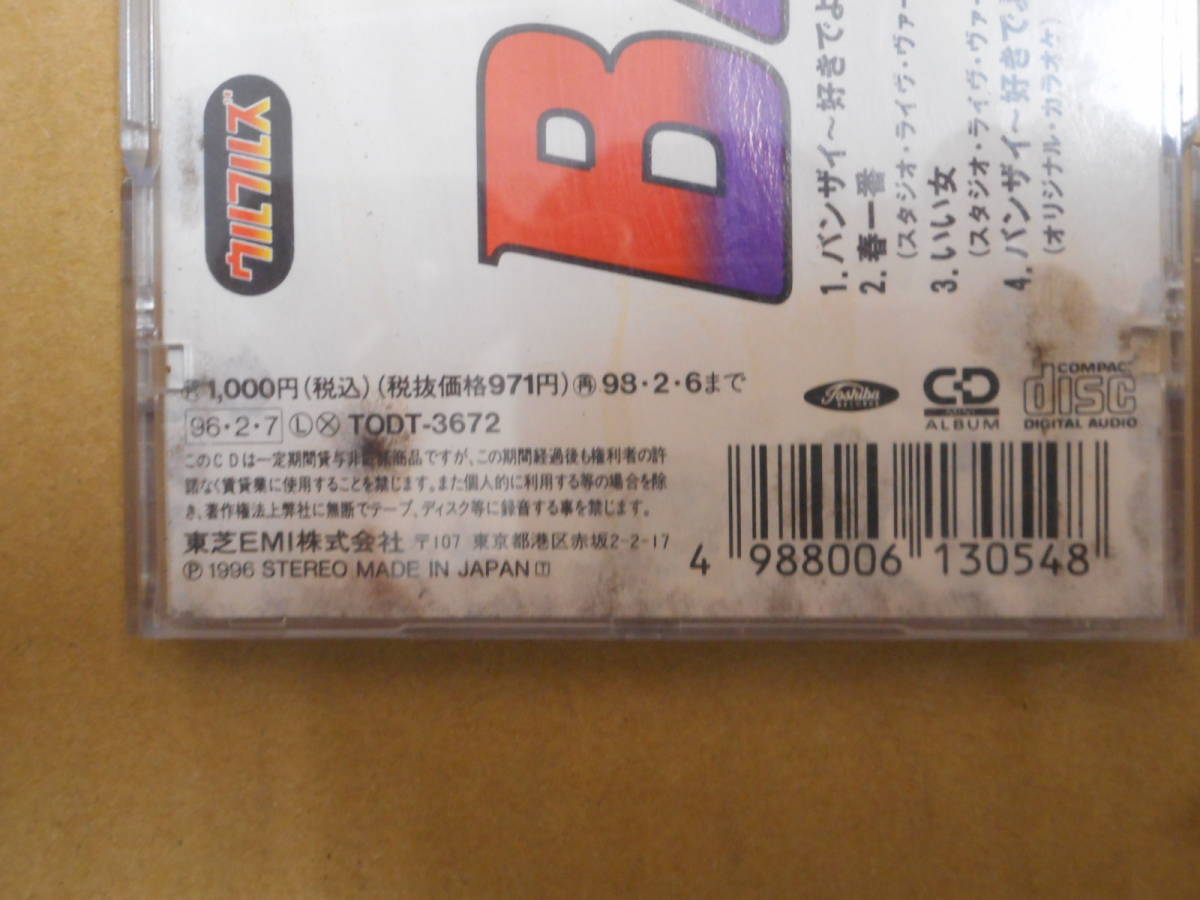 ウルフルズ
BA
1.バンザイ〜好きでよ
2.春一番
(スタジオ・ライヴ・ヴァー
3.いい女
(スタジオ・ライヴ・ヴァー
4.バンザイ〜好きでよ
(オリジナル・カラオケ)
1,000円(税込)(税抜価格971円)㋲98・2・6まで
96・2・7 Ⓛⓧ TODT-3672
このCDは一定期間貸与非許諾商品ですが、この期間経過後も権利者の許
諾なく賃貸業に使用することを禁じます。また個人的に利用する等の場合を除
き、著作権法上弊社に無断でテープ、ディスク等に録音する事を禁じます。
東芝EMI株式会社 〒107 東京都港区赤坂2-2-17
Ⓟ 1996 STEREO MADE IN JAPAN T
Toshiba
RECORDS
CD
MINI
ALBUM
COMPACT
disc
DIGITAL AUDIO
4 988006 130548